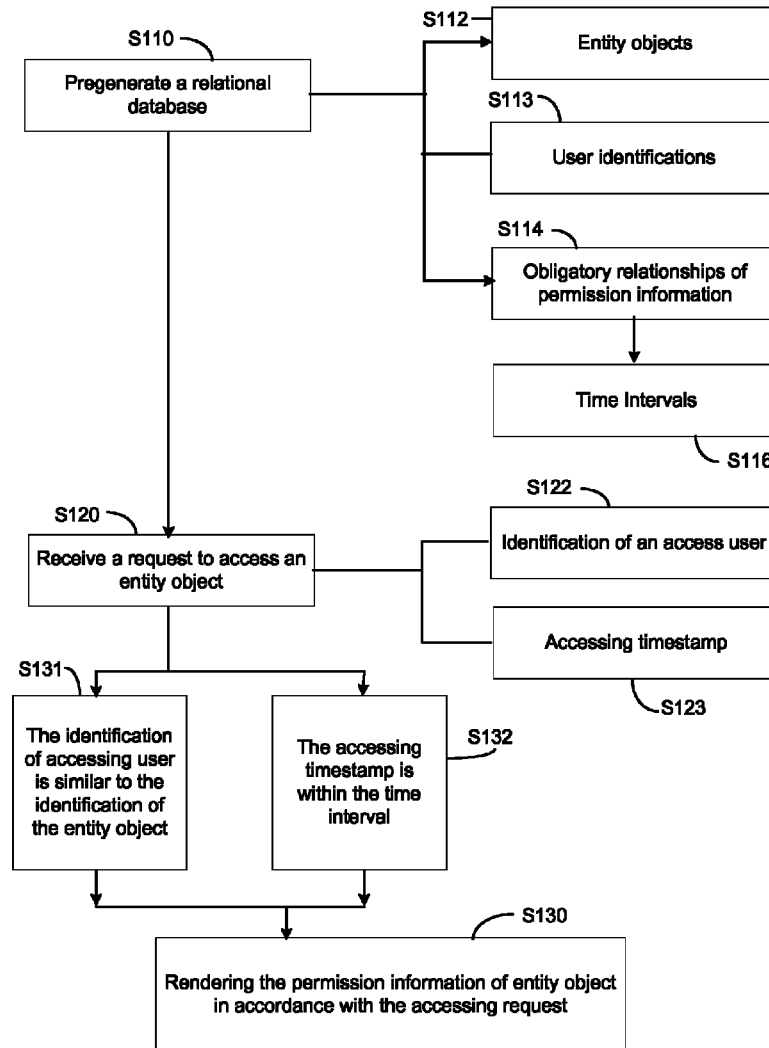 S112
Entity objects
S110
Pregenerate a relational
database
S113
User identifications
S114
Obligatory relationships of
permission information
Time Intervals
S116
S122
S120
Receive a request to access an
entity object
Identification of an access user
Accessing timestamp
S123
S131
The identification
of accessing user
is similar to the
identification of
the entity object
S132
The accessing
timestamp is
within the time
interval
S130
Rendering the permission information of entity object
in accordance with the accessing request